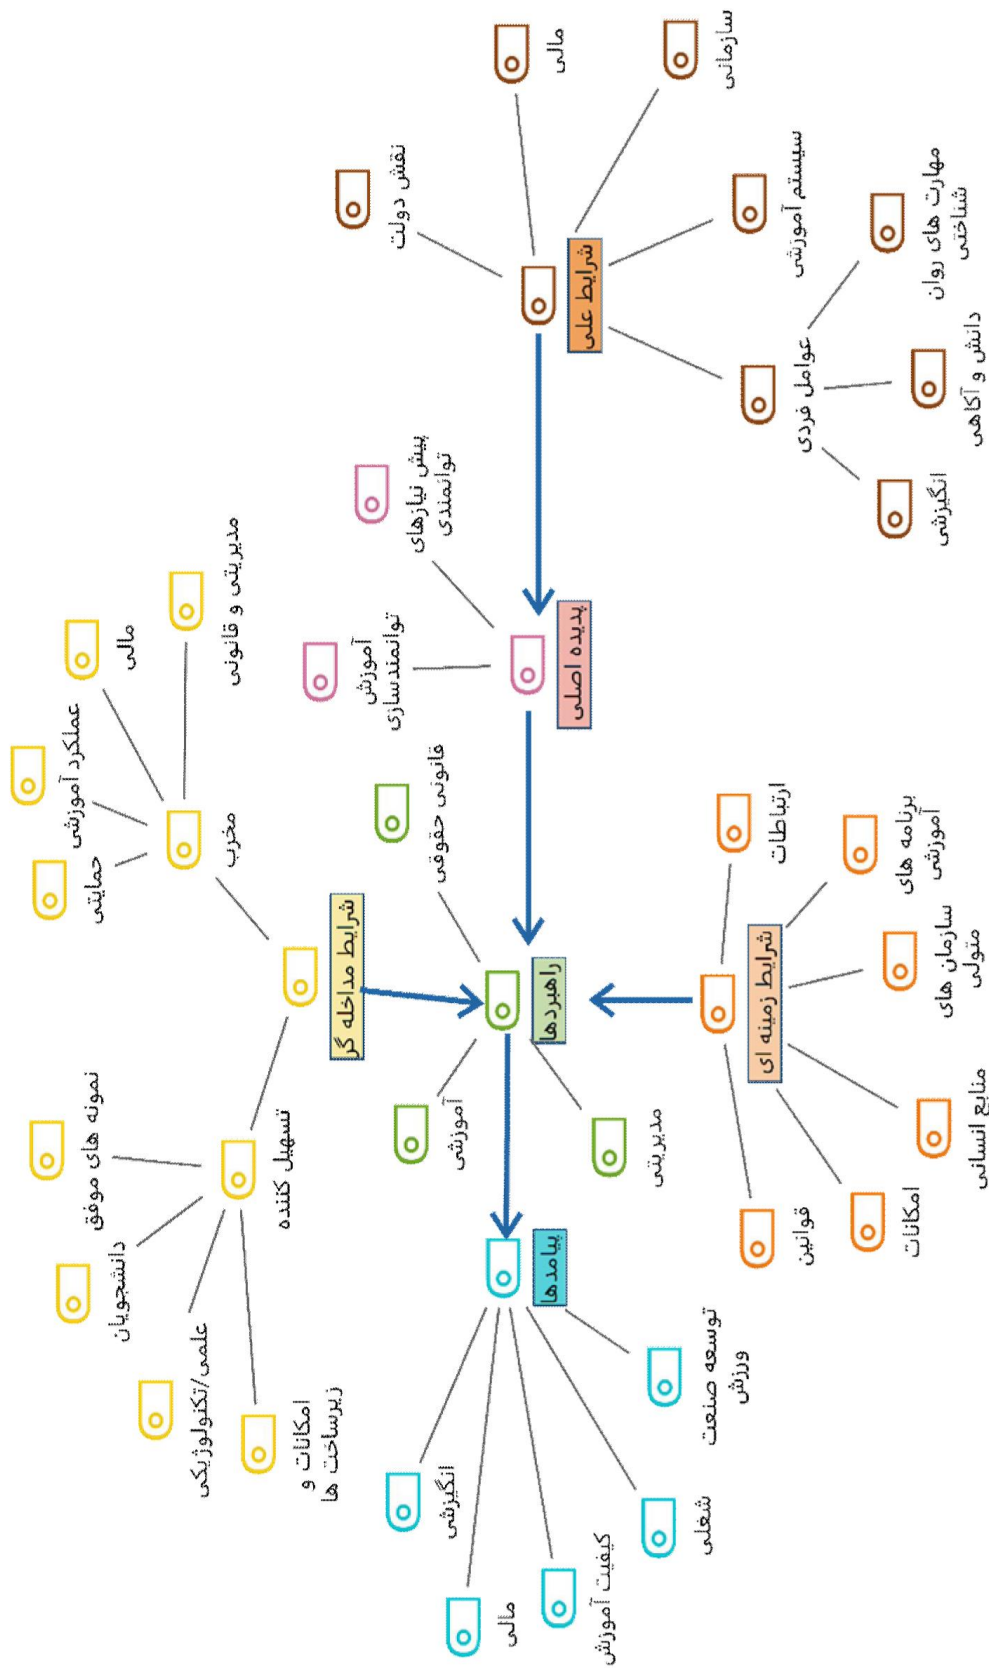 سازمانی
مالی
نقش دولت
سیستم آموزشی
شرایط علی
عوامل فردی
مهارت های روان
شناختی
دانش و آگاهی
انگیزشی
پیش نیازهای
توانمندی
آموزش
توانمندسازی
پدیده اصلی
مدیریتی و قانونی
مالی
عملکرد آموزشی
حمایتی
مخرب
شرایط مداخله گر
تسهیل کننده
نمونه های موفق
دانشجویان
علمی/تکنولوژیکی
امکانات و
زیرساخت ها
قانونی حقوقی
راهبردها
آموزشی
مدیریتی
ارتباطات
برنامه های
آموزشی
سازمان های
متولی
شرایط زمینه ای
منابع انسانی
امکانات
قوانین
پیامدها
توسعه صنعت
ورزش
شغلی
کیفیت آموزش
مالی
انگیزشی